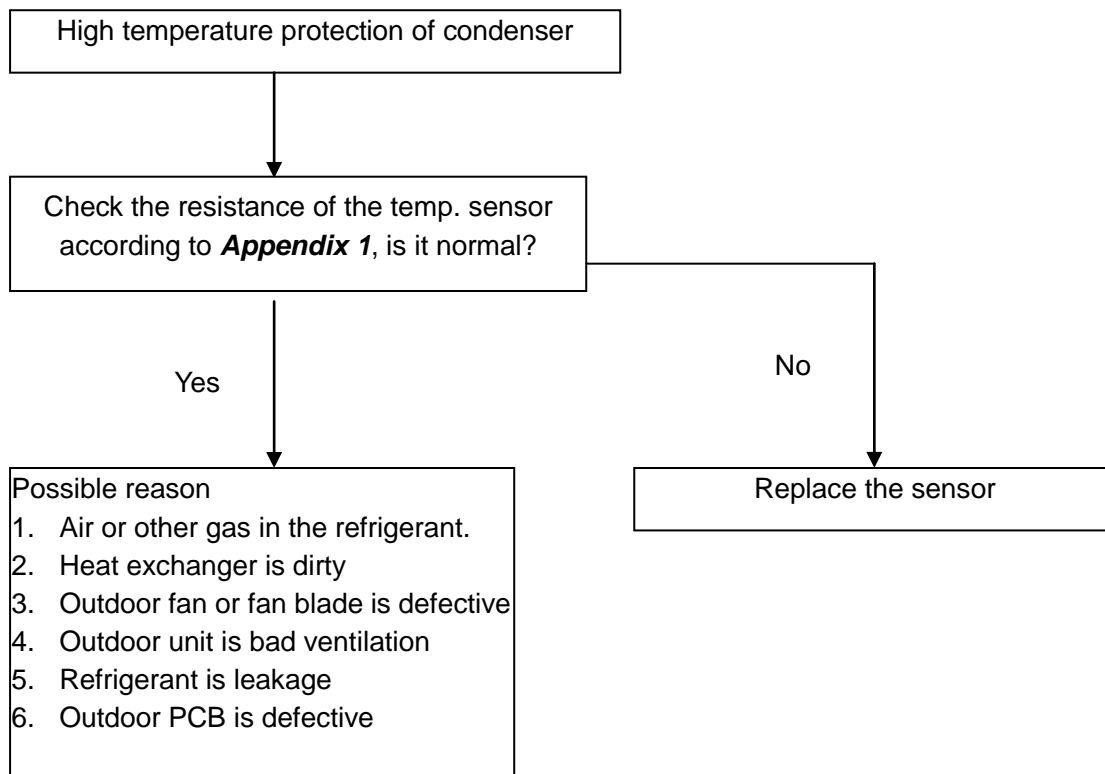 High temperature protection of condenser
Check the resistance of the temp. sensor
according to Appendix 1, is it normal?
Yes
No
Possible reason
1. Air or other gas in the refrigerant.
2. Heat exchanger is dirty
3. Outdoor fan or fan blade is defective
4. Outdoor unit is bad ventilation
5. Refrigerant is leakage
6. Outdoor PCB is defective
Replace the sensor